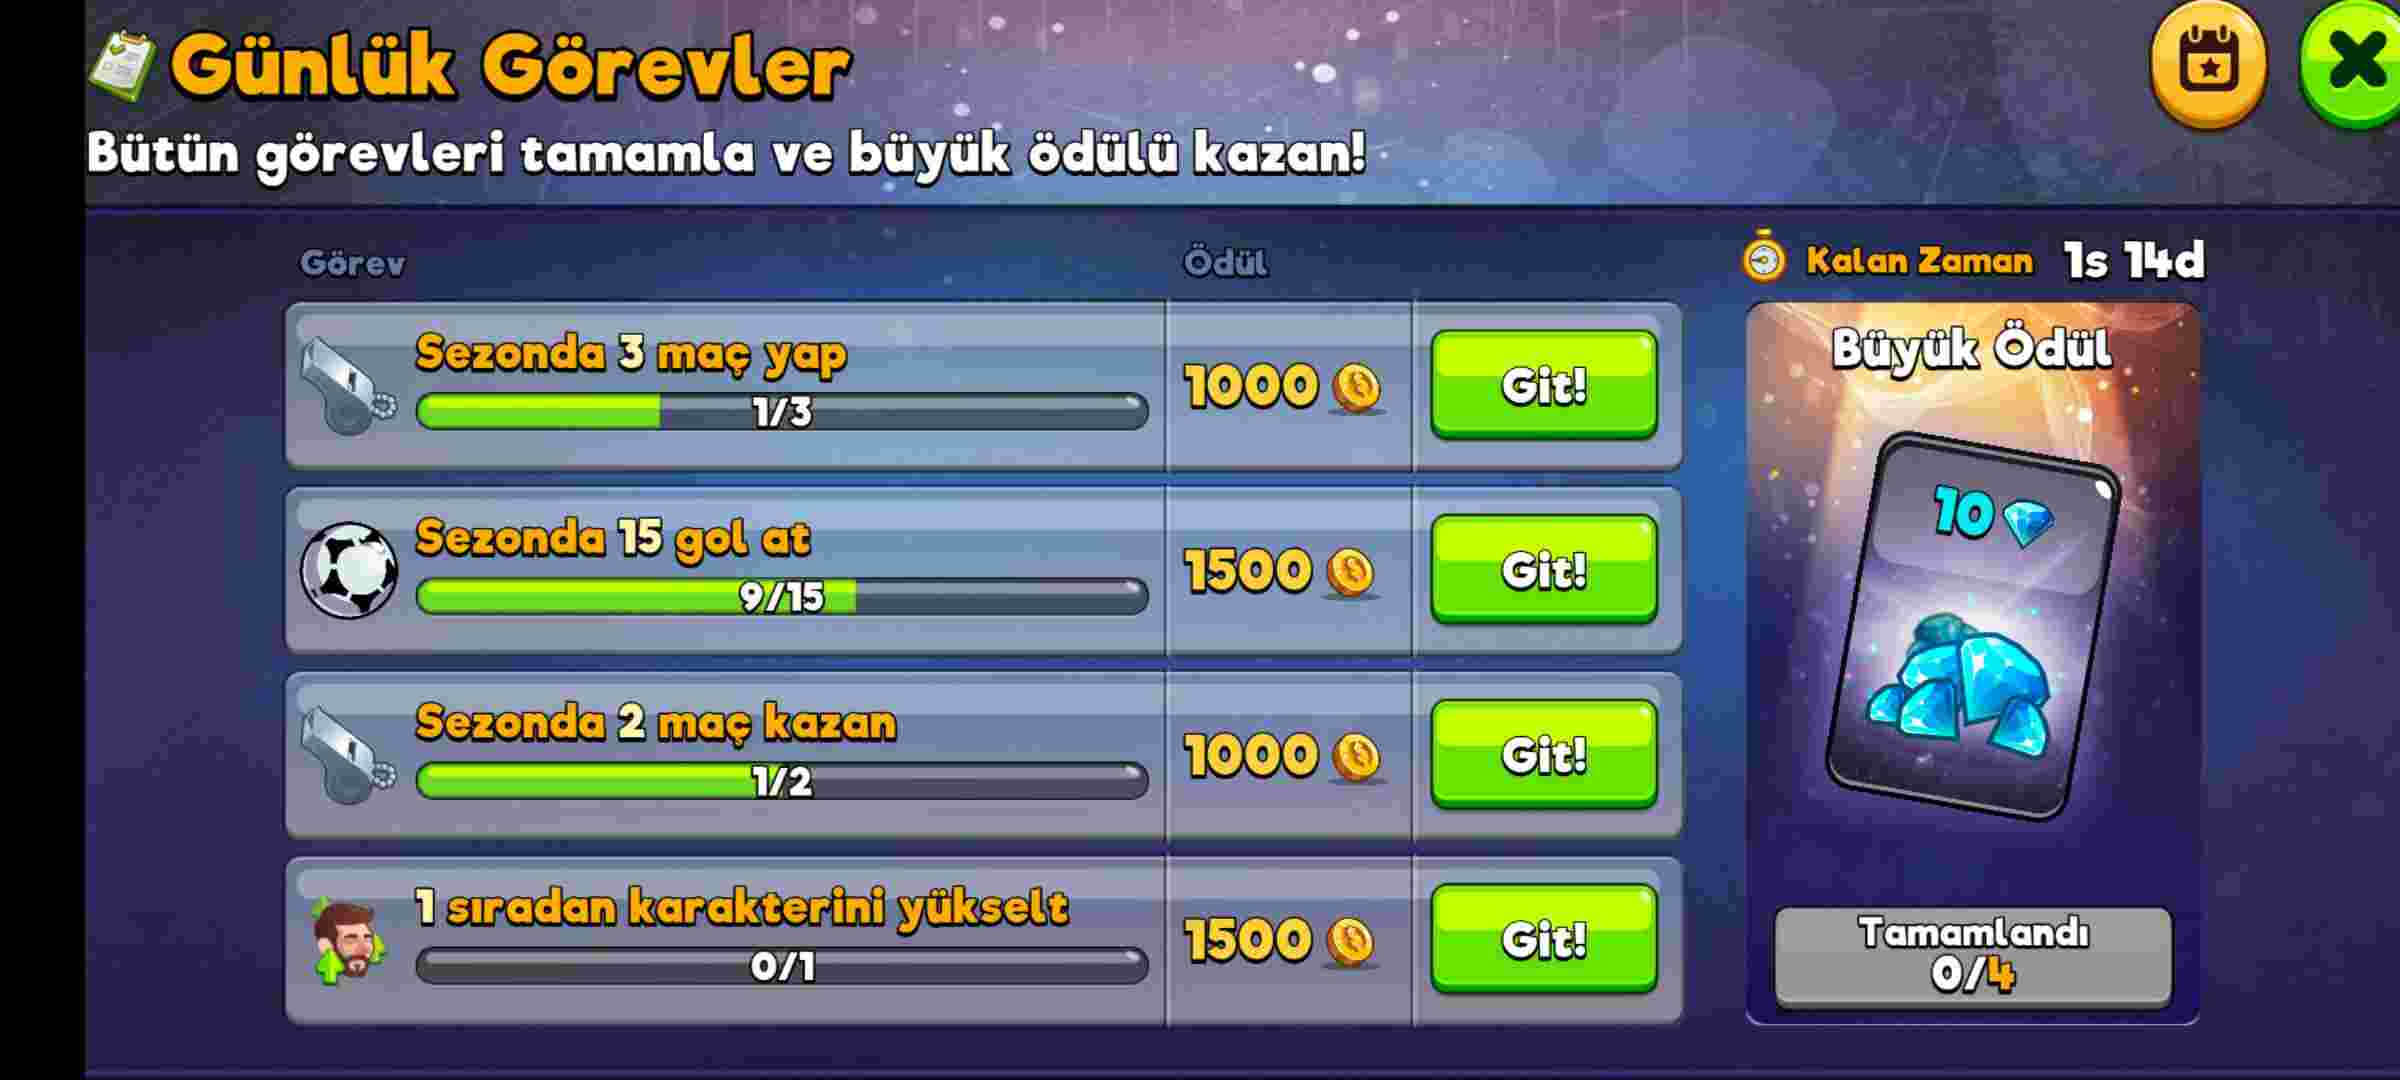 Günlük Görevler
Bütün görevleri tamamla ve büyük ödülü kazan!
Görev Ödül
Kalan Zaman 1s 14d
Sezonda 3 maç yap
1/3
1000
Git!
Sezonda 15 gol at
9/15
1500
Git!
Sezonda 2 maç kazan
1/2
1000
Git!
1 sıradan karakterini yükselt
0/1
1500
Git!
Büyük Ödül
10
Tamamlandı
0/4